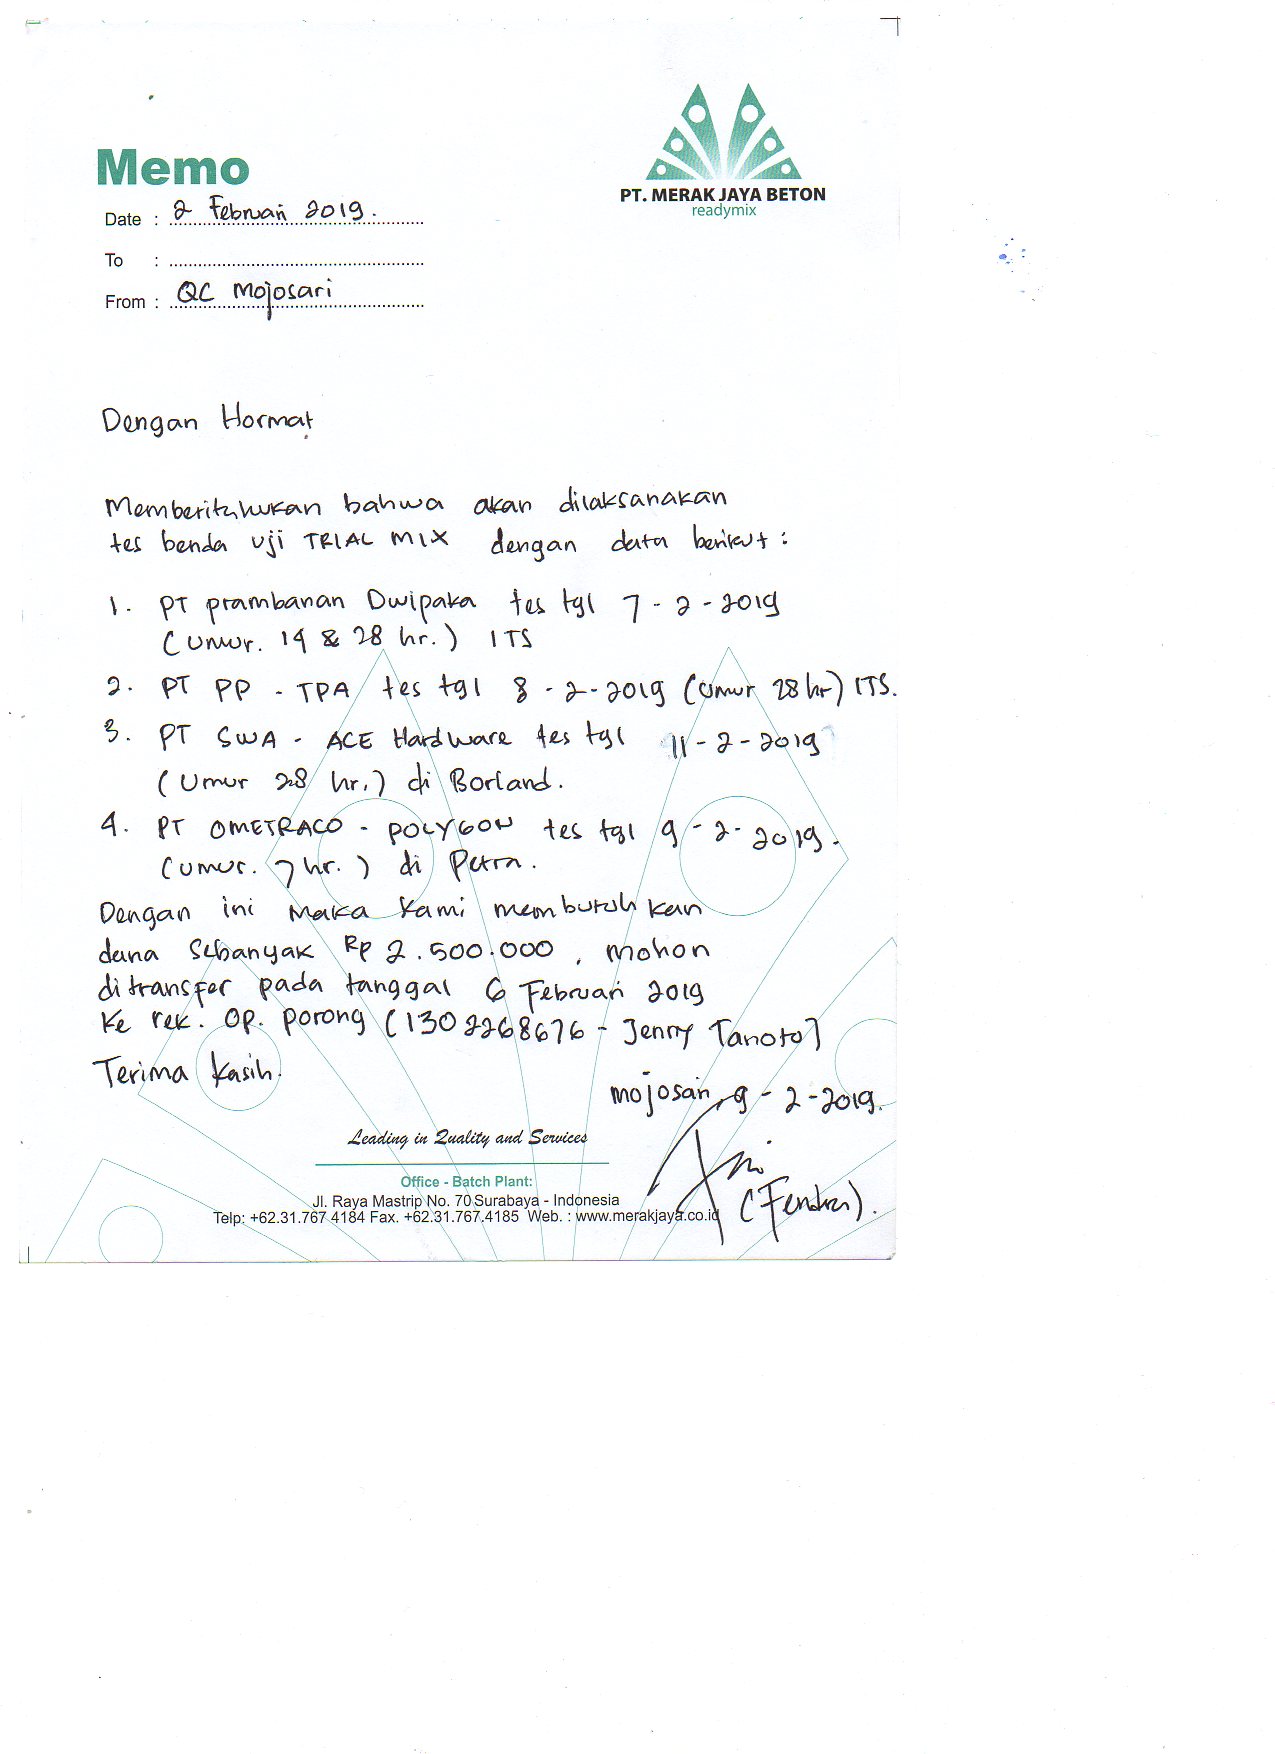 Memo
PT. MERAK JAYA BETON
readymix
Date : 2 Februari 2019.
To :
From : QC Mojosari
Dengan Hormat
Memberitahukan bahwa akan dilaksanakan
tes benda uji TRIAL MIX dengan data berikut :
1. PT prambanan Dwipaka tes tgl 7 - 2 - 2019
(Umur. 14 & 28 hr.) ITS
2. PT PP - TPA tes tgl 8 - 2 - 2019 (Umur 28 hr) ITS.
3. PT SWA - ACE Hardware tes tgl 11 - 2 - 2019
(Umur 28 hr.) di Borland.
4. PT OMETRACO - POLYGON tes tgl 9 - 2 - 2019.
(umur. 7 hr. ) di Petra.
Dengan ini Maka Kami membutuhkan
dana Sebanyak Rp 2.500.000 , mohon
ditransfer pada tanggal 6 Februari 2019
Ke rek. Op. Porong (1302268676 - Jenny Tanoto)
Terima Kasih.
Mojosari, 9 - 2 - 2019.
Leading in Quality and Services
Office - Batch Plant:
Jl. Raya Mastrip No. 70 Surabaya - Indonesia
Telp: +62.31.767 4184 Fax. +62.31.767.4185 Web. : www.merakjaya.co.id
(Fendra).